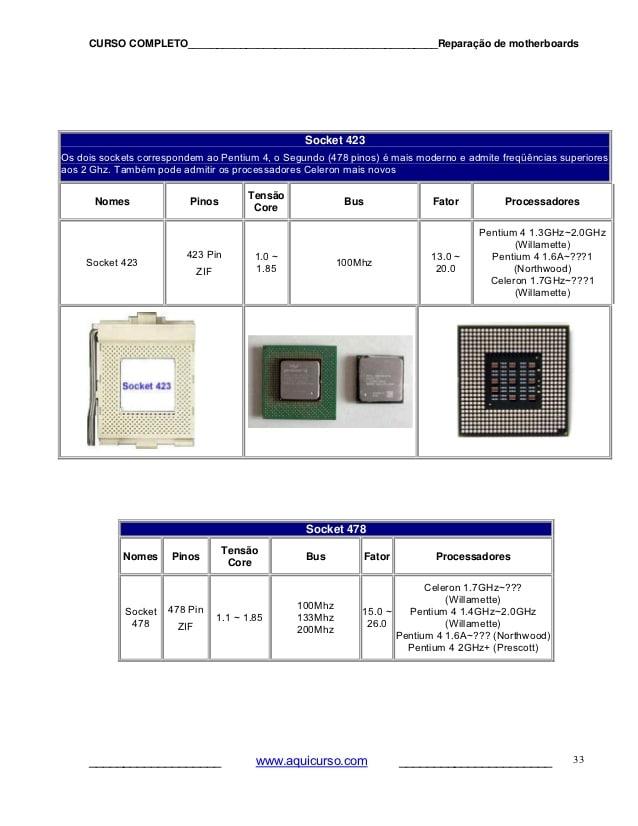 CURSO COMPLETO__________________________________________Reparação de motherboards
Socket 423
Os dois sockets correspondem ao Pentium 4, o Segundo (478 pinos) é mais moderno e admite freqüências superiores
aos 2 Ghz. Também pode admitir os processadores Celeron mais novos
Nomes Pinos Tensão Core Bus Fator Processadores
Socket 423
423 Pin
ZIF
1.0 ~
1.85
100Mhz
13.0 ~
20.0
Pentium 4 1.3GHz~2.0GHz
(Willamette)
Pentium 4 1.6A~???1
(Northwood)
Celeron 1.7GHz~???1
(Willamette)
Socket 423
Socket 478
Nomes Pinos Tensão Core Bus Fator Processadores
Socket
478
478 Pin
ZIF
1.1 ~ 1.85
100Mhz
133Mhz
200Mhz
15.0 ~
26.0
Celeron 1.7GHz~???
(Willamette)
Pentium 4 1.4GHz~2.0GHz
(Willamette)
Pentium 4 1.6A~??? (Northwood)
Pentium 4 2GHz+ (Prescott)
___________________ www.aquicurso.com ______________________ 33